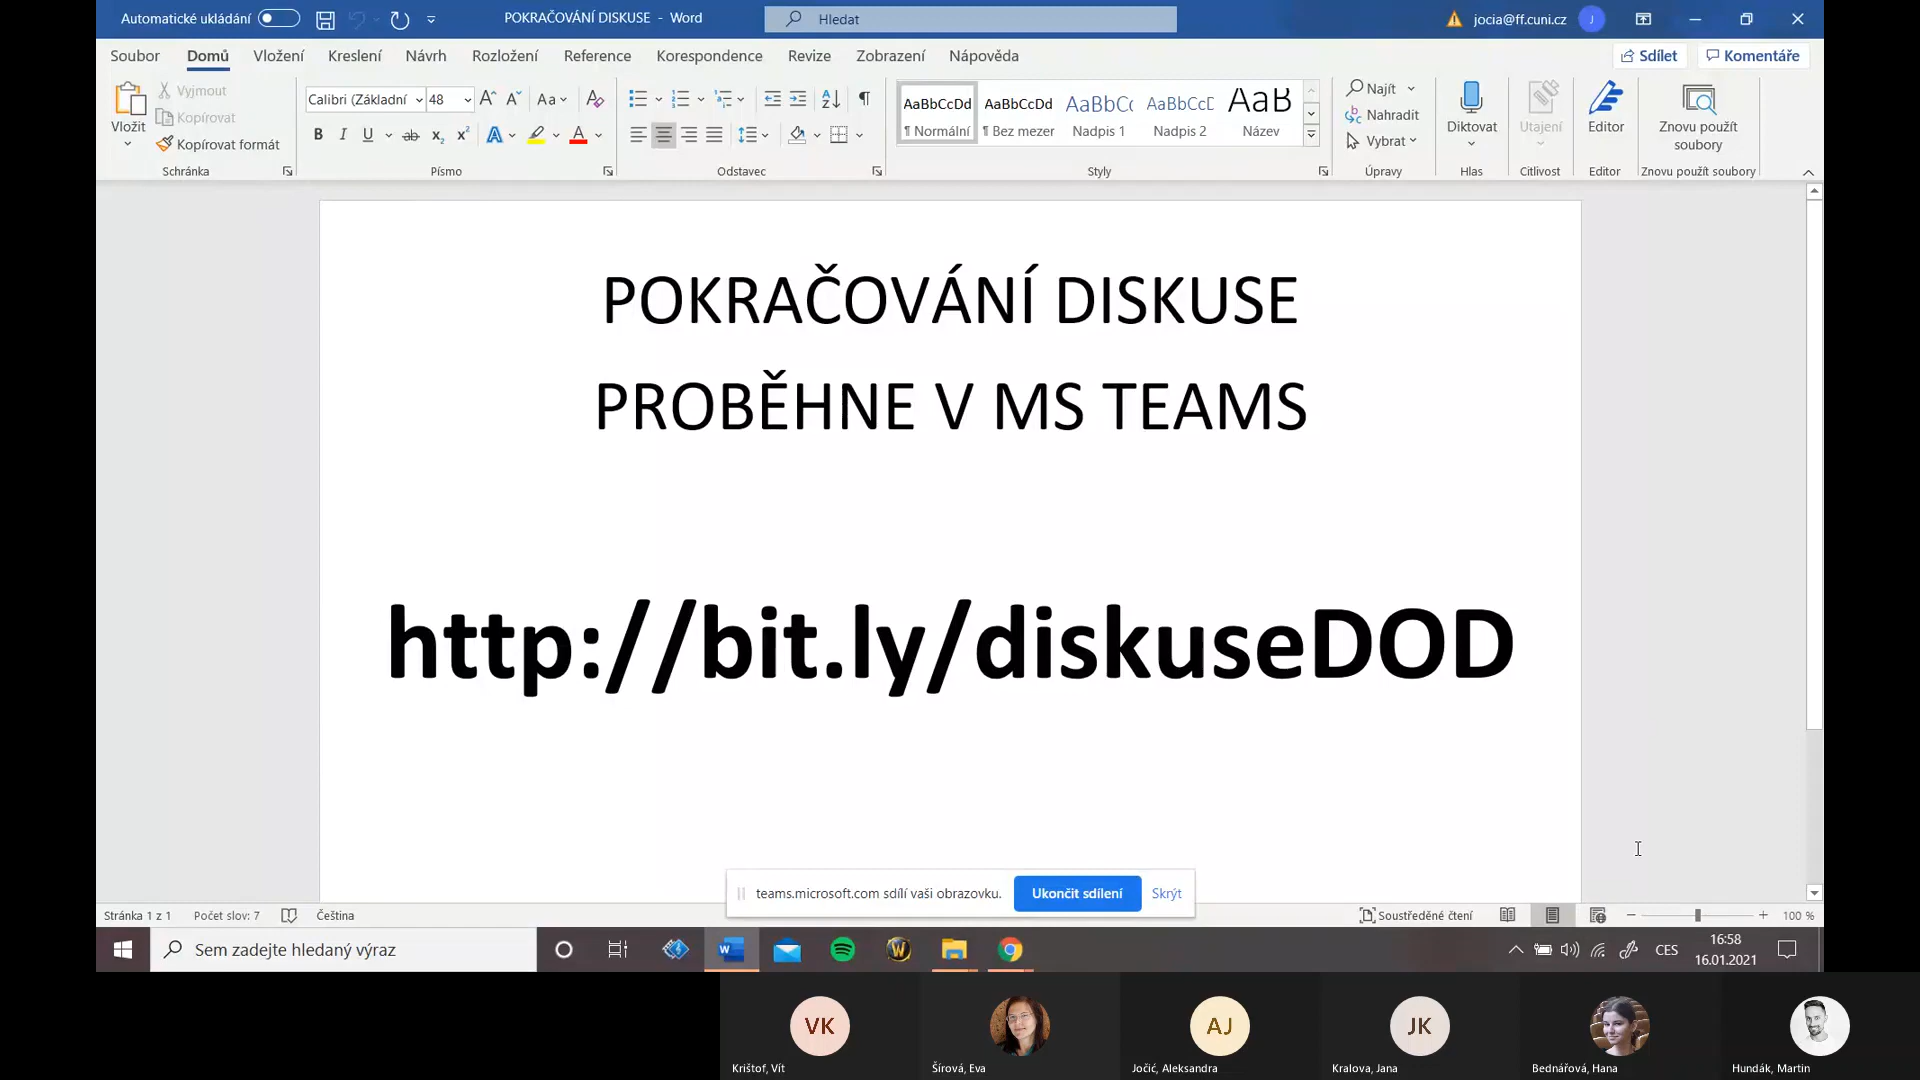 Automatické ukládání
POKRAČOVÁNÍ DISKUSE - Word
Hledat
jocia@ff.cuni.cz
J
Soubor Domů Vložení Kreslení Návrh Rozložení Reference Korespondence Revize Zobrazení Nápověda
Sdílet
Komentáře
Vložit
Vyjmout
Kopírovat
Kopírovat formát
Schránka
Calibri (Základní 48
Písmo
Odstavec
AaBbCcDd AaBbCcDd AaBbCc AaBbCcD AaB
¶ Normální ¶ Bez mezer Nadpis 1 Nadpis 2 Název
Styly
Najít
Nahradit
Vybrat
Úpravy
Diktovat
Hlas
Utajení
Citlivost
Editor
Editor
Znovu použít
soubory
Znovu použít soubory
POKRAČOVÁNÍ DISKUSE
PROBĚHNE V MS TEAMS
http://bit.ly/diskuseDOD
teams.microsoft.com sdílí vaši obrazovku.
Ukončit sdílení
Skrýt
Stránka 1 z 1
Počet slov: 7
Čeština
Soustředěné čtení
100 %
Sem zadejte hledaný výraz
CES
16:58
16.01.2021
VK
AJ
JK
Krištof, Vít
Šírová, Eva
Jočić, Aleksandra
Kralova, Jana
Bednářová, Hana
Hundák, Martin